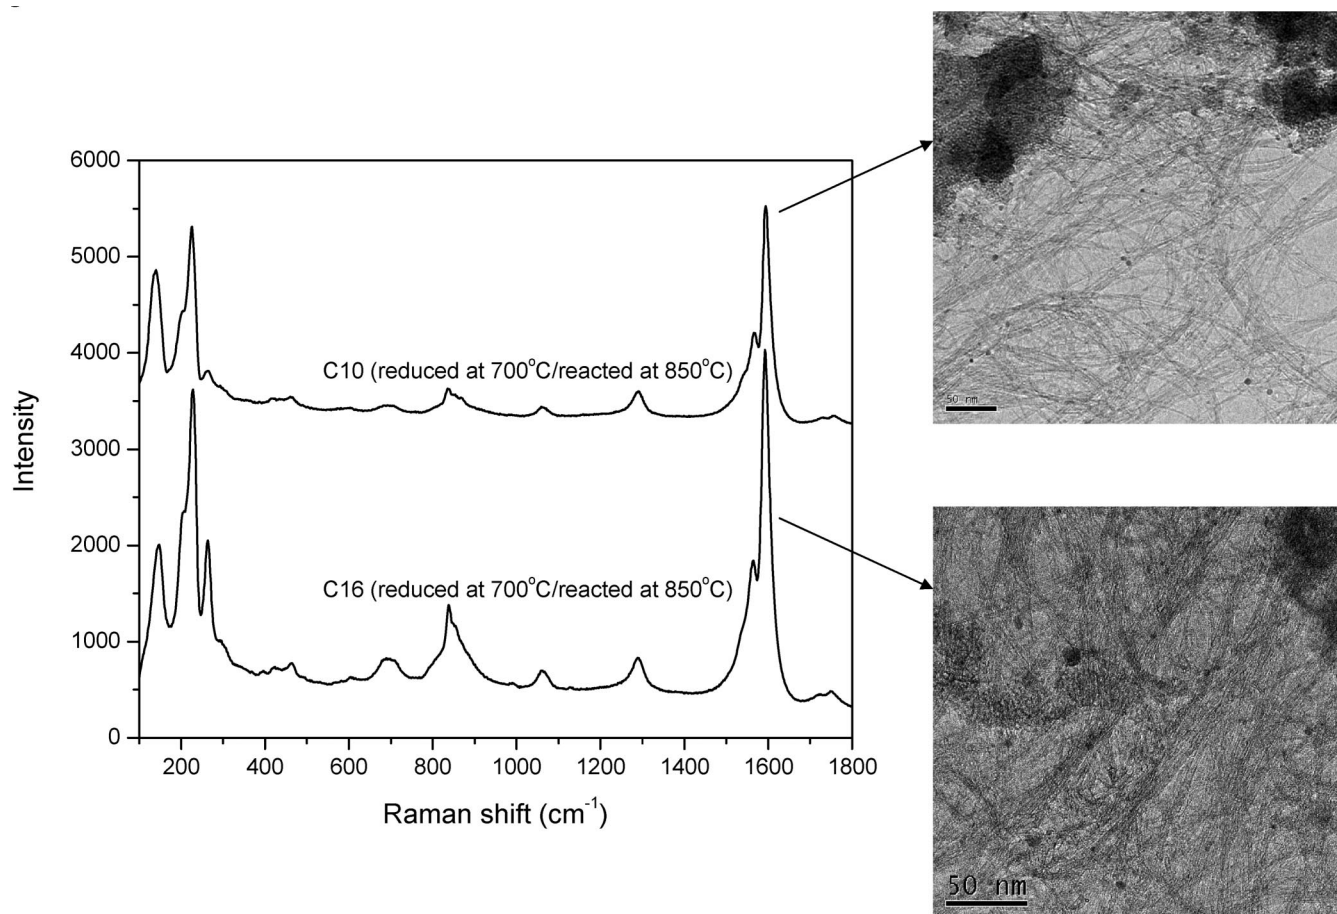 6000
5000
4000
3000
2000
1000
0
Intensity
C10 (reduced at 700°C/reacted at 850°C)
C16 (reduced at 700°C/reacted at 850°C)
200 400 600 800 1000 1200 1400 1600 1800
Raman shift (cm⁻¹)
50 nm
50 nm